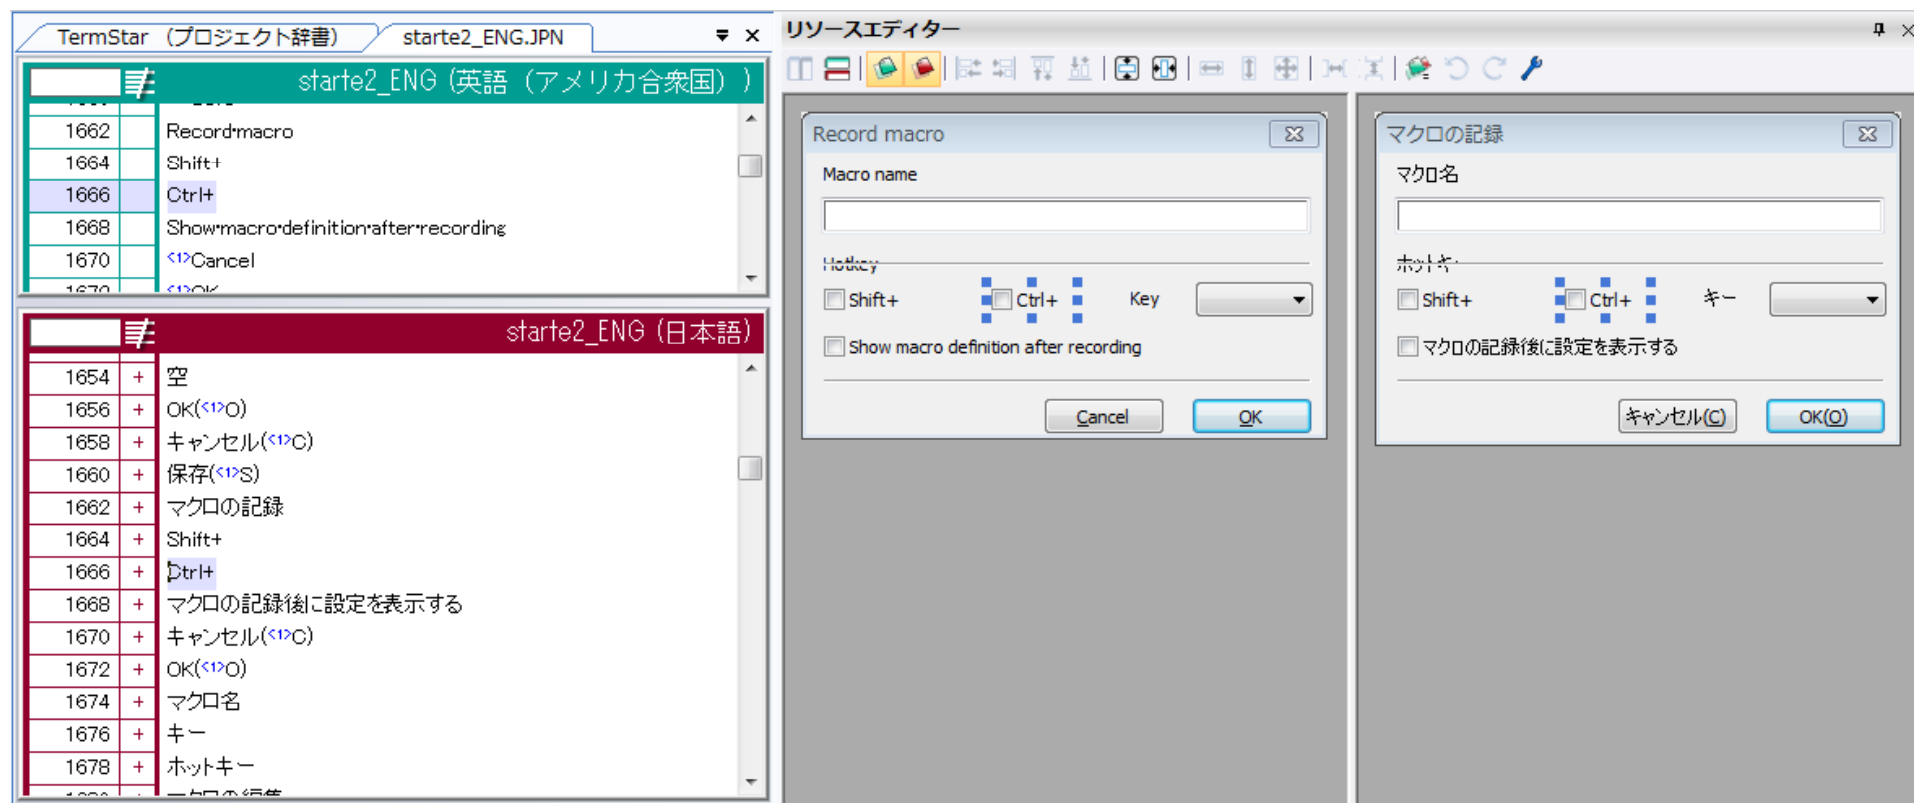 TermStar （プロジェクト辞書）
starte2_ENG.JPN
starte2_ENG (英語（アメリカ合衆国）)
1662 Record·macro
1664 Shift+
1666 Ctrl+
1668 Show·macro·definition·after·recording
1670 <1>Cancel
<1>OK
starte2_ENG (日本語)
1654 + 空
1656 + OK(<1>O)
1658 + キャンセル(<1>C)
1660 + 保存(<1>S)
1662 + マクロの記録
1664 + Shift+
1666 + Ctrl+
1668 + マクロの記録後に設定を表示する
1670 + キャンセル(<1>C)
1672 + OK(<1>O)
1674 + マクロ名
1676 + キー
1678 + ホットキー
マクロの編集
リソースエディター
Record macro
Macro name
Hotkey
Shift+ Ctrl+ Key
Show macro definition after recording
Cancel OK
マクロの記録
マクロ名
ホットキー
Shift+ Ctrl+ キー
マクロの記録後に設定を表示する
キャンセル(C) OK(O)